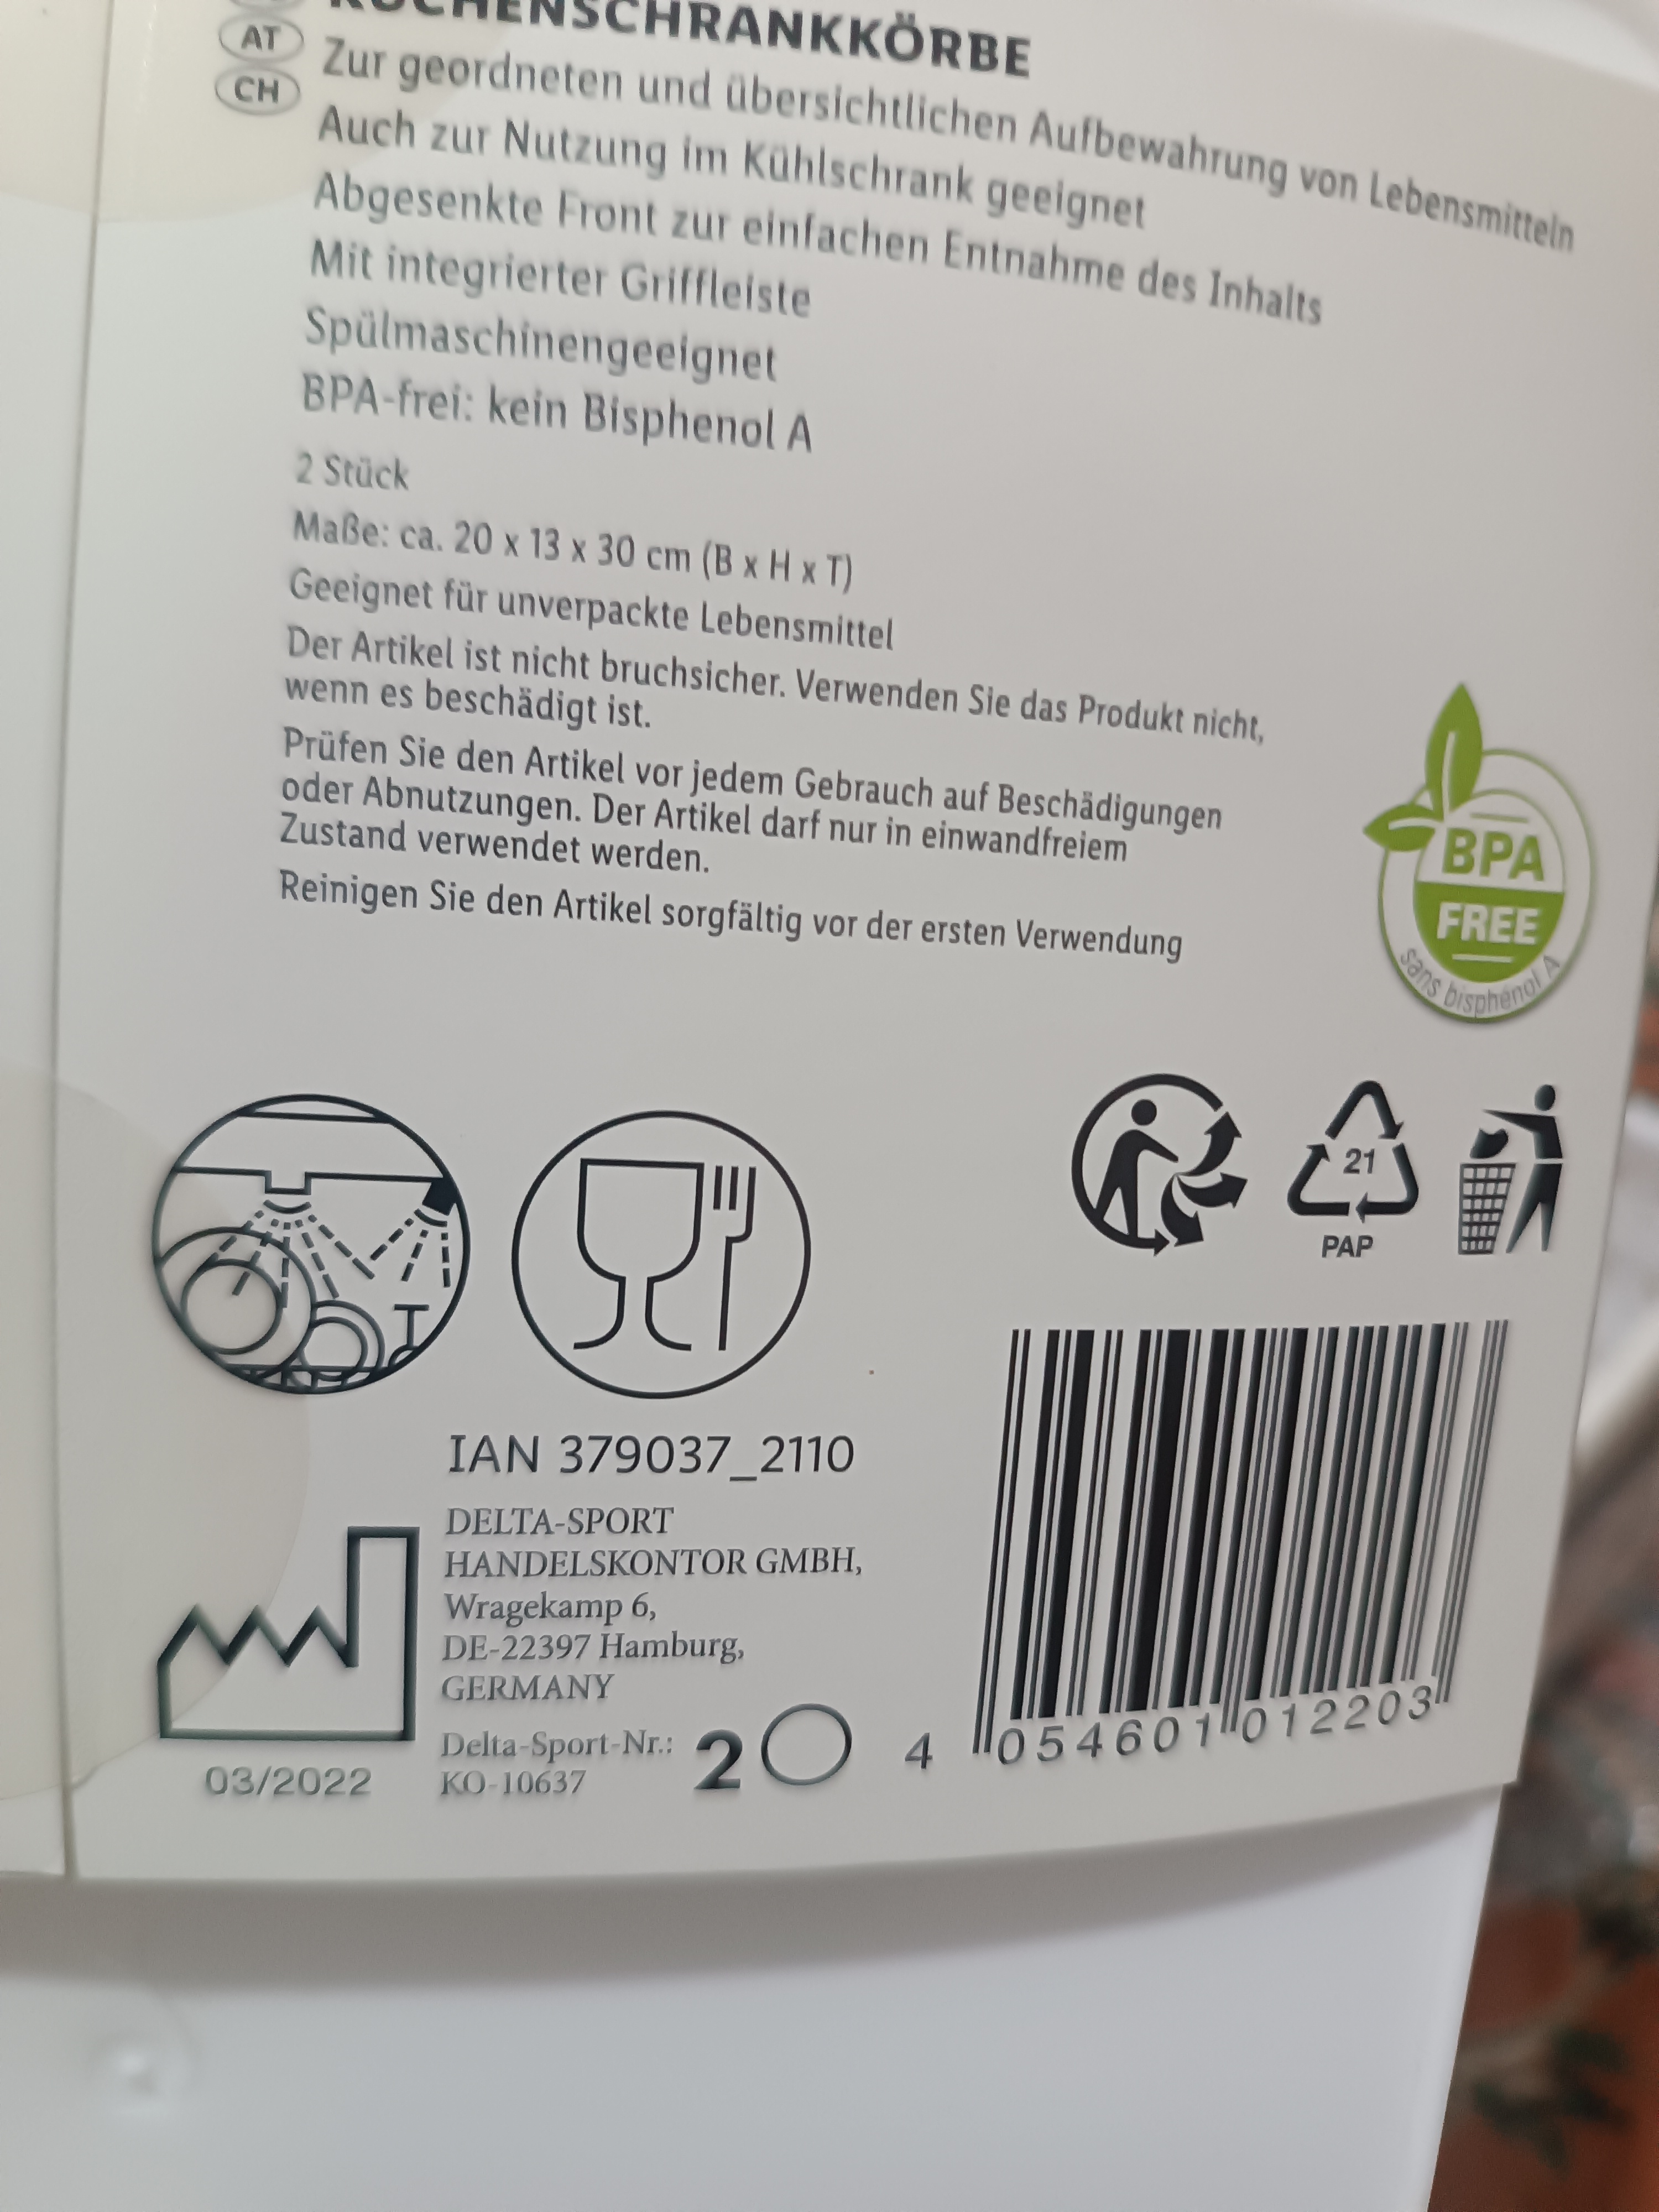 KÜCHENSCHRANKKÖRBE
AT
CH
Zur geordneten und übersichtlichen Aufbewahrung von Lebensmitteln
Auch zur Nutzung im Kühlschrank geeignet
Abgesenkte Front zur einfachen Entnahme des Inhalts
Mit integrierter Griffleiste
Spülmaschinengeeignet
BPA-frei: kein Bisphenol A
2 Stück
Maße: ca. 20 x 13 x 30 cm (B x H x T)
Geeignet für unverpackte Lebensmittel
Der Artikel ist nicht bruchsicher. Verwenden Sie das Produkt nicht,
wenn es beschädigt ist.
Prüfen Sie den Artikel vor jedem Gebrauch auf Beschädigungen
oder Abnutzungen. Der Artikel darf nur in einwandfreiem
Zustand verwendet werden.
Reinigen Sie den Artikel sorgfältig vor der ersten Verwendung
BPA
FREE
sans bisphénol A
21
PAP
IAN 379037_2110
DELTA-SPORT
HANDELSKONTOR GMBH,
Wragekamp 6,
DE-22397 Hamburg,
GERMANY
Delta-Sport-Nr.:
KO-10637
03/2022
2
4 054601 012203